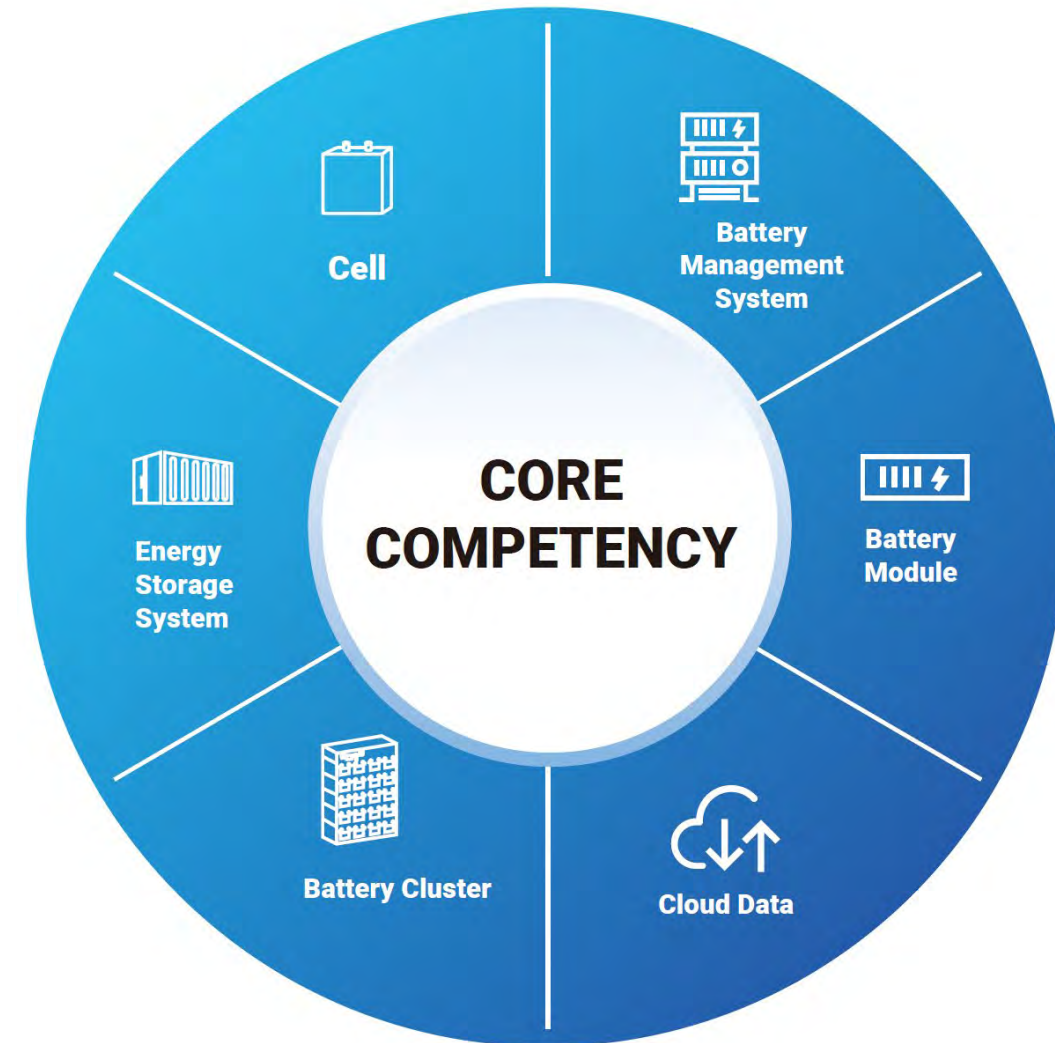 Cell
Battery
Management
System
Energy
Storage
System
CORE
COMPETENCY
Battery
Module
Battery Cluster
Cloud Data